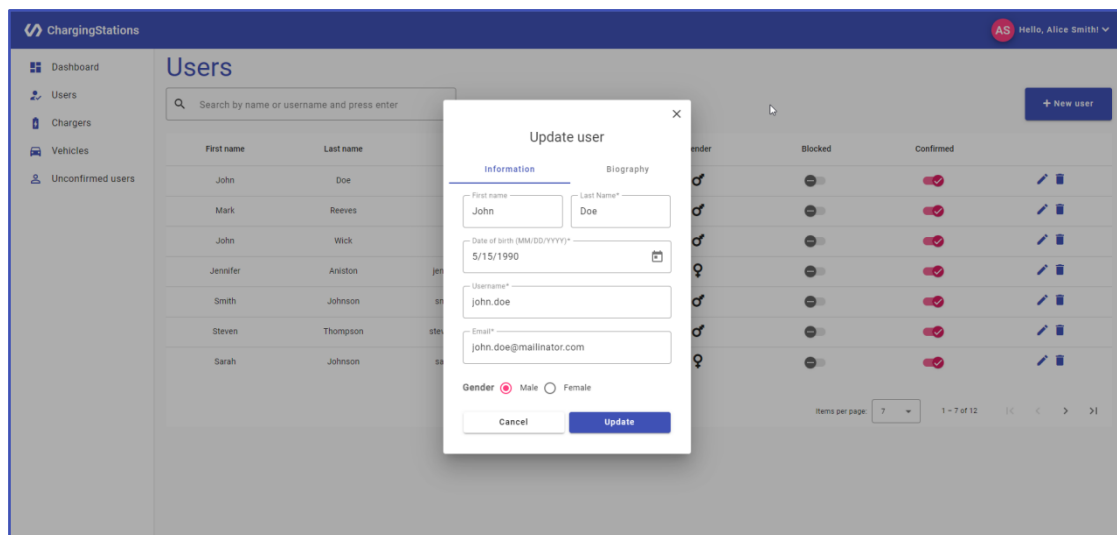 ChargingStations
AS Hello, Alice Smith!
Dashboard
Users
Chargers
Vehicles
Unconfirmed users
Users
Search by name or username and press enter
+ New user
First name Last name ender Blocked Confirmed
John Doe
Mark Reeves
John Wick
Jennifer Aniston jen
Smith Johnson sm
Steven Thompson stev
Sarah Johnson sa
Items per page: 7 1 – 7 of 12
Update user
Information Biography
First name Last Name*
John Doe
Date of birth (MM/DD/YYYY)*
5/15/1990
Username*
john.doe
Email*
john.doe@mailinator.com
Gender Male Female
Cancel Update